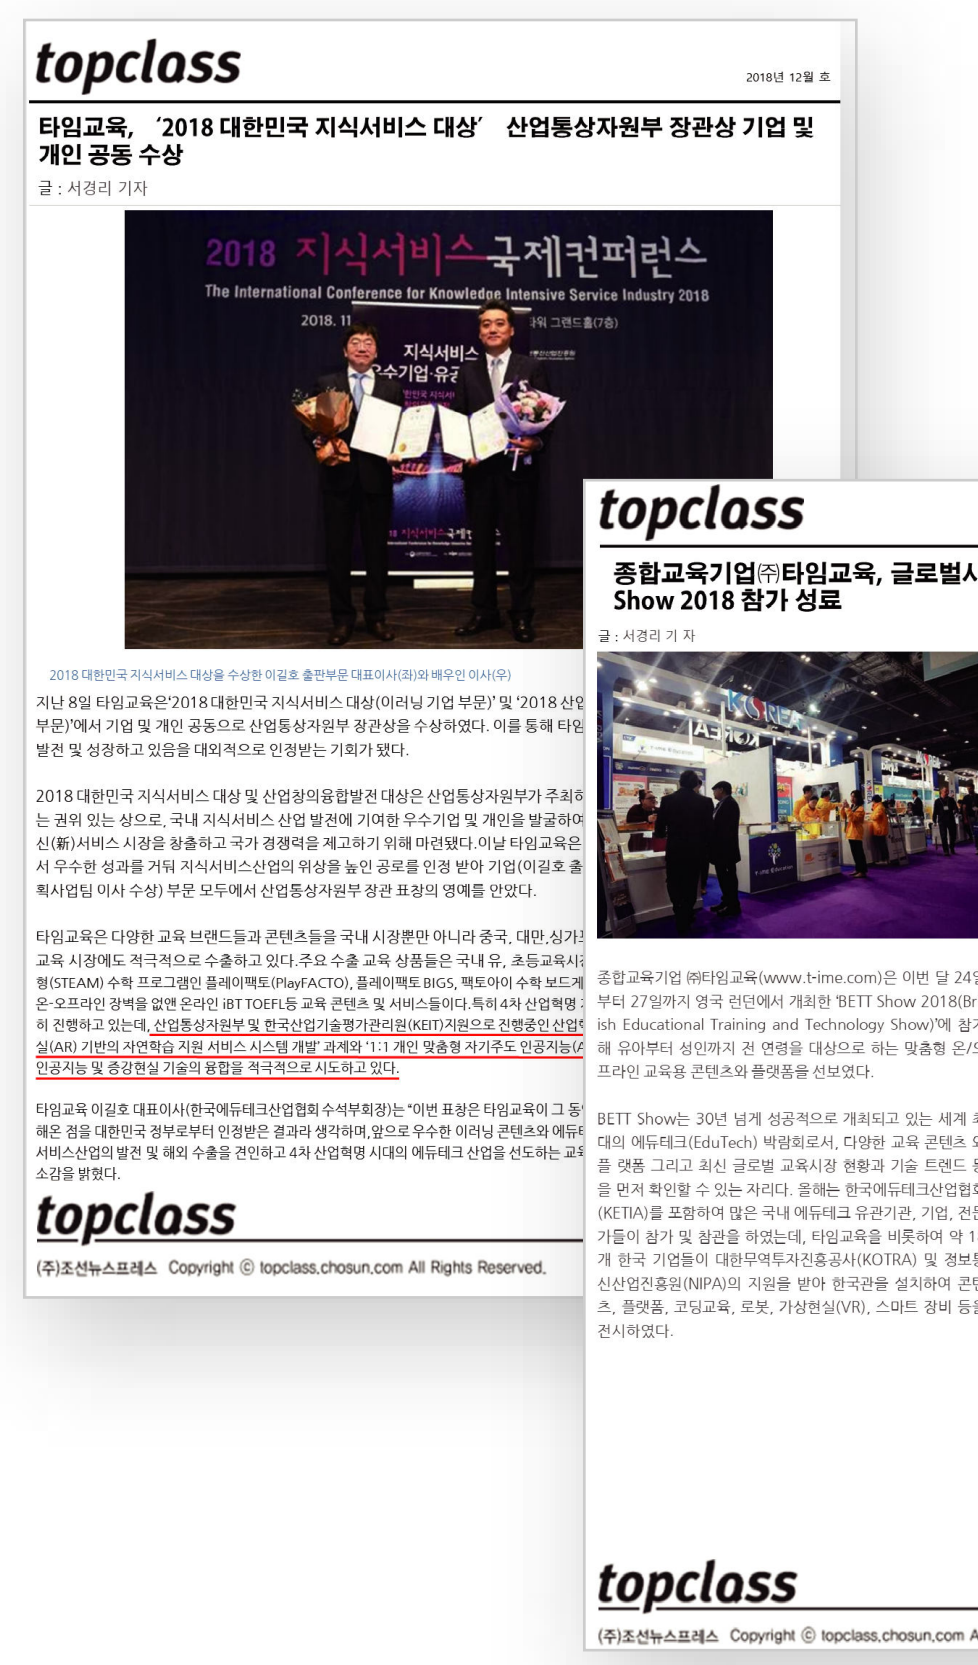 topclass
2018년 12월 호
타임교육, ‘2018 대한민국 지식서비스 대상’ 산업통상자원부 장관상 기업 및
개인 공동 수상
글 : 서경리 기자
2018 지식서비스 국제컨퍼런스
The International Conference for Knowledge Intensive Service Industry 2018
2018. 11
타워 그랜드홀(7층)
지식서비스
우수기업·유공
2018 대한민국 지식서비스 대상을 수상한 이길호 출판부문 대표이사(좌)와 배우인 이사(우)
지난 8일 타임교육은‘2018 대한민국 지식서비스 대상(이러닝 기업 부문)’ 및 ‘2018 산업
부문)’에서 기업 및 개인 공동으로 산업통상자원부 장관상을 수상하였다. 이를 통해 타임
발전 및 성장하고 있음을 대외적으로 인정받는 기회가 됐다.
2018 대한민국 지식서비스 대상 및 산업창의융합발전 대상은 산업통상자원부가 주최하
는 권위 있는 상으로, 국내 지식서비스 산업 발전에 기여한 우수기업 및 개인을 발굴하여
신(新)서비스 시장을 창출하고 국가 경쟁력을 제고하기 위해 마련됐다.이날 타임교육은
서 우수한 성과를 거둬 지식서비스산업의 위상을 높인 공로를 인정 받아 기업(이길호 출
획사업팀 이사 수상) 부문 모두에서 산업통상자원부 장관 표창의 영예를 안았다.
타임교육은 다양한 교육 브랜드들과 콘텐츠들을 국내 시장뿐만 아니라 중국, 대만,싱가포
교육 시장에도 적극적으로 수출하고 있다.주요 수출 교육 상품들은 국내 유, 초등교육시장
형(STEAM) 수학 프로그램인 플레이팩토(PlayFACTO), 플레이팩토 BIG5, 팩토아이 수학 보드게
온-오프라인 장벽을 없앤 온라인 iBT TOEFL등 교육 콘텐츠 및 서비스들이다.특히 4차 산업혁명
히 진행하고 있는데, 산업통상자원부 및 한국산업기술평가관리원(KEIT)지원으로 진행중인 산업혁
실(AR) 기반의 자연학습 지원 서비스 시스템 개발’ 과제와 ‘1:1 개인 맞춤형 자기주도 인공지능(A
인공지능 및 증강현실 기술의 융합을 적극적으로 시도하고 있다.
타임교육 이길호 대표이사(한국에듀테크산업협회 수석부회장)는 “이번 표창은 타임교육이 그 동
해온 점을 대한민국 정부로부터 인정받은 결과라 생각하며,앞으로 우수한 이러닝 콘텐츠와 에듀테
서비스산업의 발전 및 해외 수출을 견인하고 4차 산업혁명 시대의 에듀테크 산업을 선도하는 교육
소감을 밝혔다.
topclass
(주)조선뉴스프레스 Copyright ⓒ topclass.chosun.com All Rights Reserved.
topclass
종합교육기업㈜타임교육, 글로벌시
Show 2018 참가 성료
글 : 서경리 기 자
KOREA
종합교육기업 ㈜타임교육(www.t-ime.com)은 이번 달 24일
부터 27일까지 영국 런던에서 개최한 ‘BETT Show 2018(Brit
ish Educational Training and Technology Show)’에 참가
해 유아부터 성인까지 전 연령을 대상으로 하는 맞춤형 온/오
프라인 교육용 콘텐츠와 플랫폼을 선보였다.
BETT Show는 30년 넘게 성공적으로 개최되고 있는 세계 최
대의 에듀테크(EduTech) 박람회로서, 다양한 교육 콘텐츠 와
플 랫폼 그리고 최신 글로벌 교육시장 현황과 기술 트렌드 등
을 먼저 확인할 수 있는 자리다. 올해는 한국에듀테크산업협회
(KETIA)를 포함하여 많은 국내 에듀테크 유관기관, 기업, 전문
가들이 참가 및 참관을 하였는데, 타임교육을 비롯하여 약 1
개 한국 기업들이 대한무역투자진흥공사(KOTRA) 및 정보통
신산업진흥원(NIPA)의 지원을 받아 한국관을 설치하여 콘텐
츠, 플랫폼, 코딩교육, 로봇, 가상현실(VR), 스마트 장비 등을
전시하였다.
topclass
(주)조선뉴스프레스 Copyright ⓒ topclass.chosun.com A